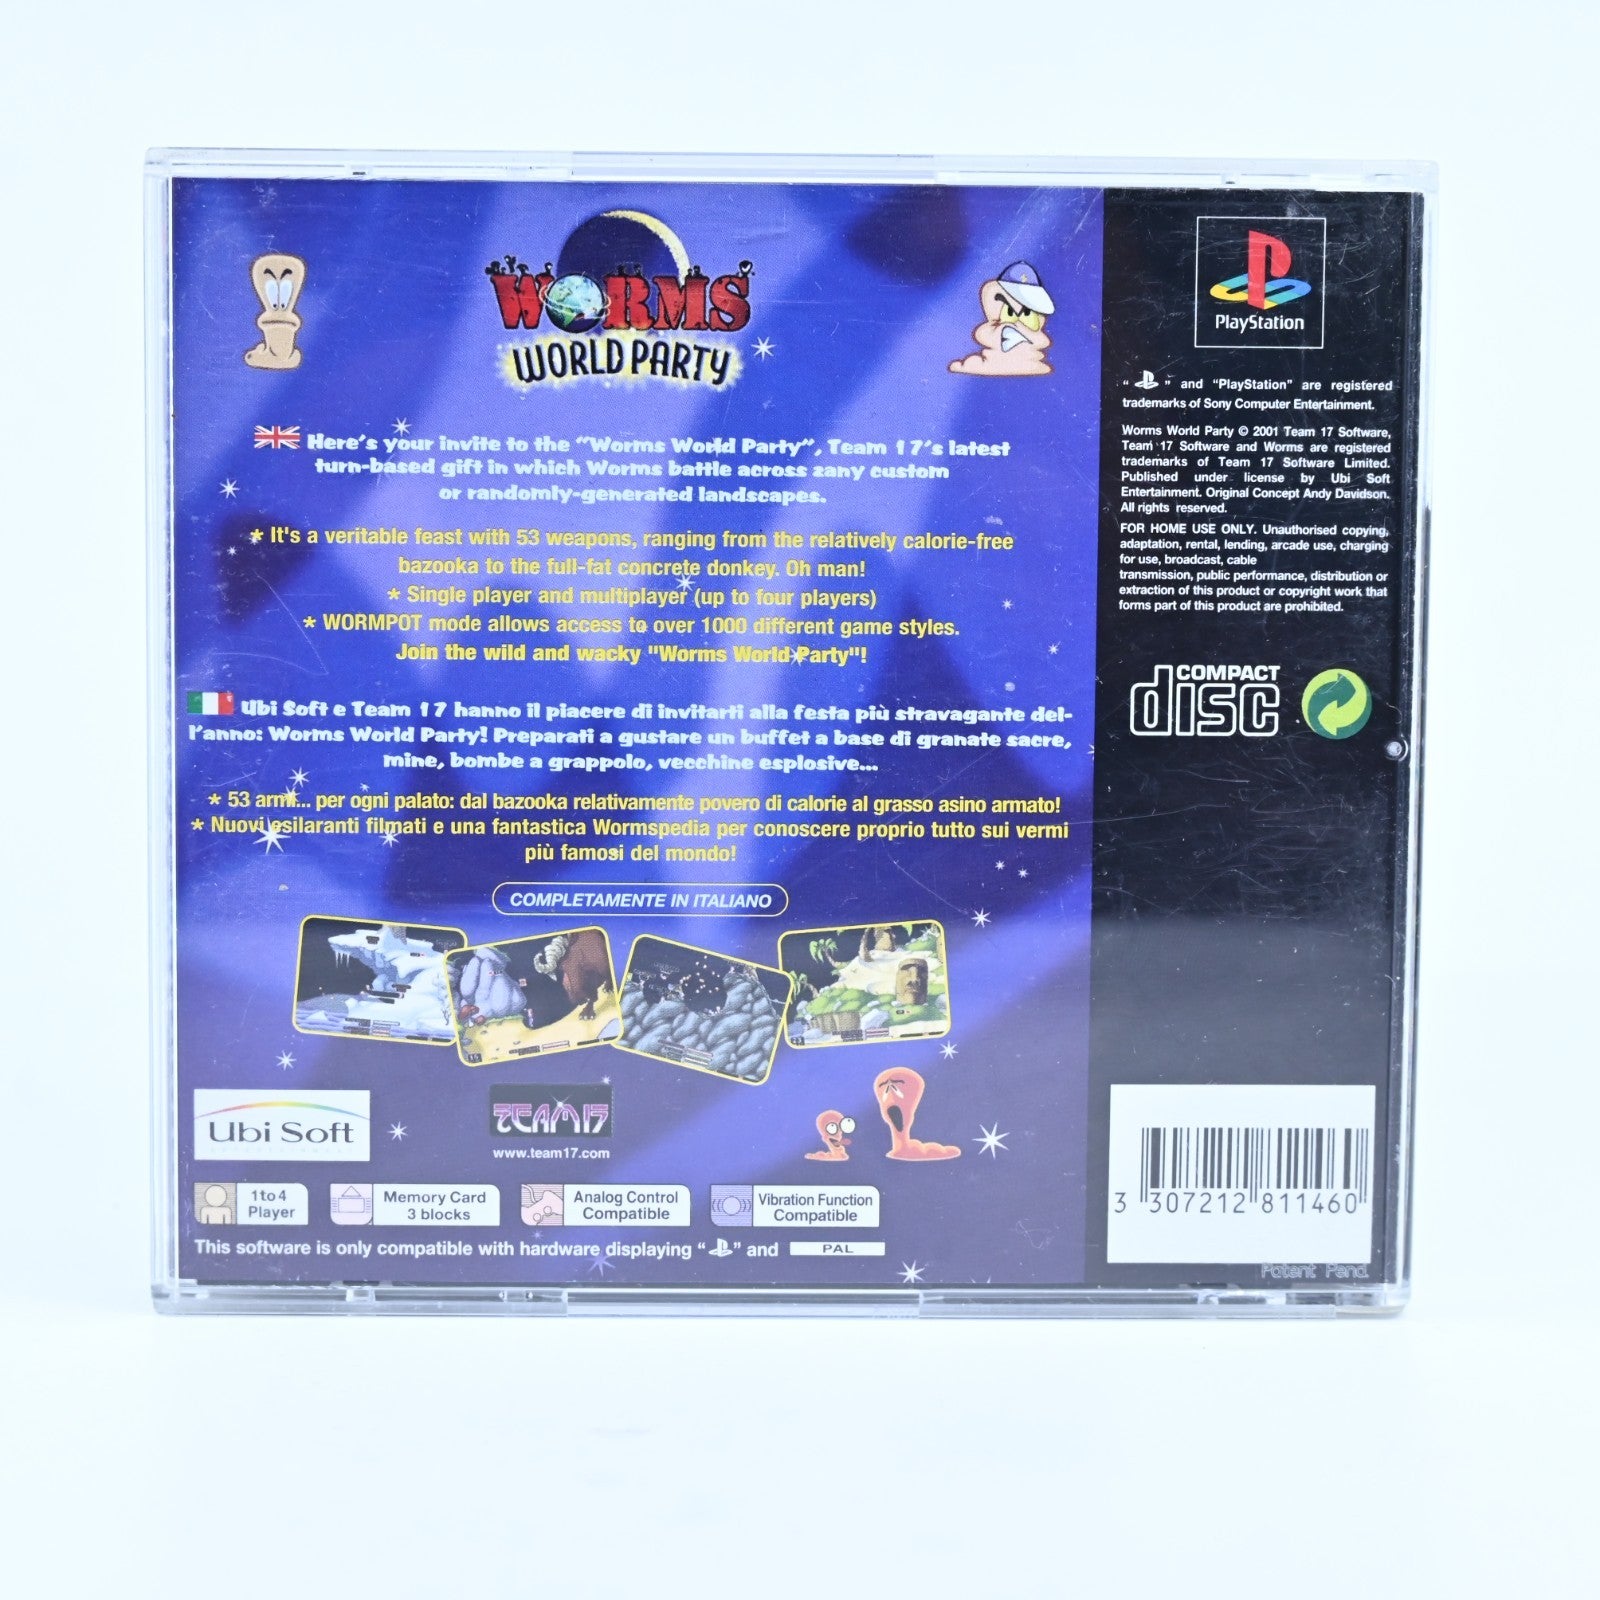 WORMS
WORLD PARTY
Here's your invite to the "Worms World Party", Team 17's latest
turn-based gift in which Worms battle across zany custom
or randomly-generated landscapes.
* It's a veritable feast with 53 weapons, ranging from the relatively calorie-free
bazooka to the full-fat concrete donkey. Oh man!
* Single player and multiplayer (up to four players)
* WORMPOT mode allows access to over 1000 different game styles.
Join the wild and wacky "Worms World Party"!
Ubi Soft e Team 17 hanno il piacere di invitarti alla festa più stravagante del-
l'anno: Worms World Party! Preparati a gustare un buffet a base di granate sacre,
mine, bombe a grappolo, vecchine esplosive...
* 53 armi... per ogni palato: dal bazooka relativamente povero di calorie al grasso asino armato!
* Nuovi esilaranti filmati e una fantastica Wormspedia per conoscere proprio tutto sui vermi
più famosi del mondo!
COMPLETAMENTE IN ITALIANO
Ubi Soft
ENTERTAINMENT
TEAM17
www.team17.com
1 to 4
Player
Memory Card
3 blocks
Analog Control
Compatible
Vibration Function
Compatible
This software is only compatible with hardware displaying " " and PAL
PlayStation
" " and "PlayStation" are registered
trademarks of Sony Computer Entertainment.
Worms World Party © 2001 Team 17 Software,
Team 17 Software and Worms are registered
trademarks of Team 17 Software Limited.
Published under license by Ubi Soft
Entertainment. Original Concept Andy Davidson.
All rights reserved.
FOR HOME USE ONLY. Unauthorised copying,
adaptation, rental, lending, arcade use, charging
for use, broadcast, cable
transmission, public performance, distribution or
extraction of this product or copyright work that
forms part of this product are prohibited.
COMPACT
disc
3 307212 811460
Patent Pend.